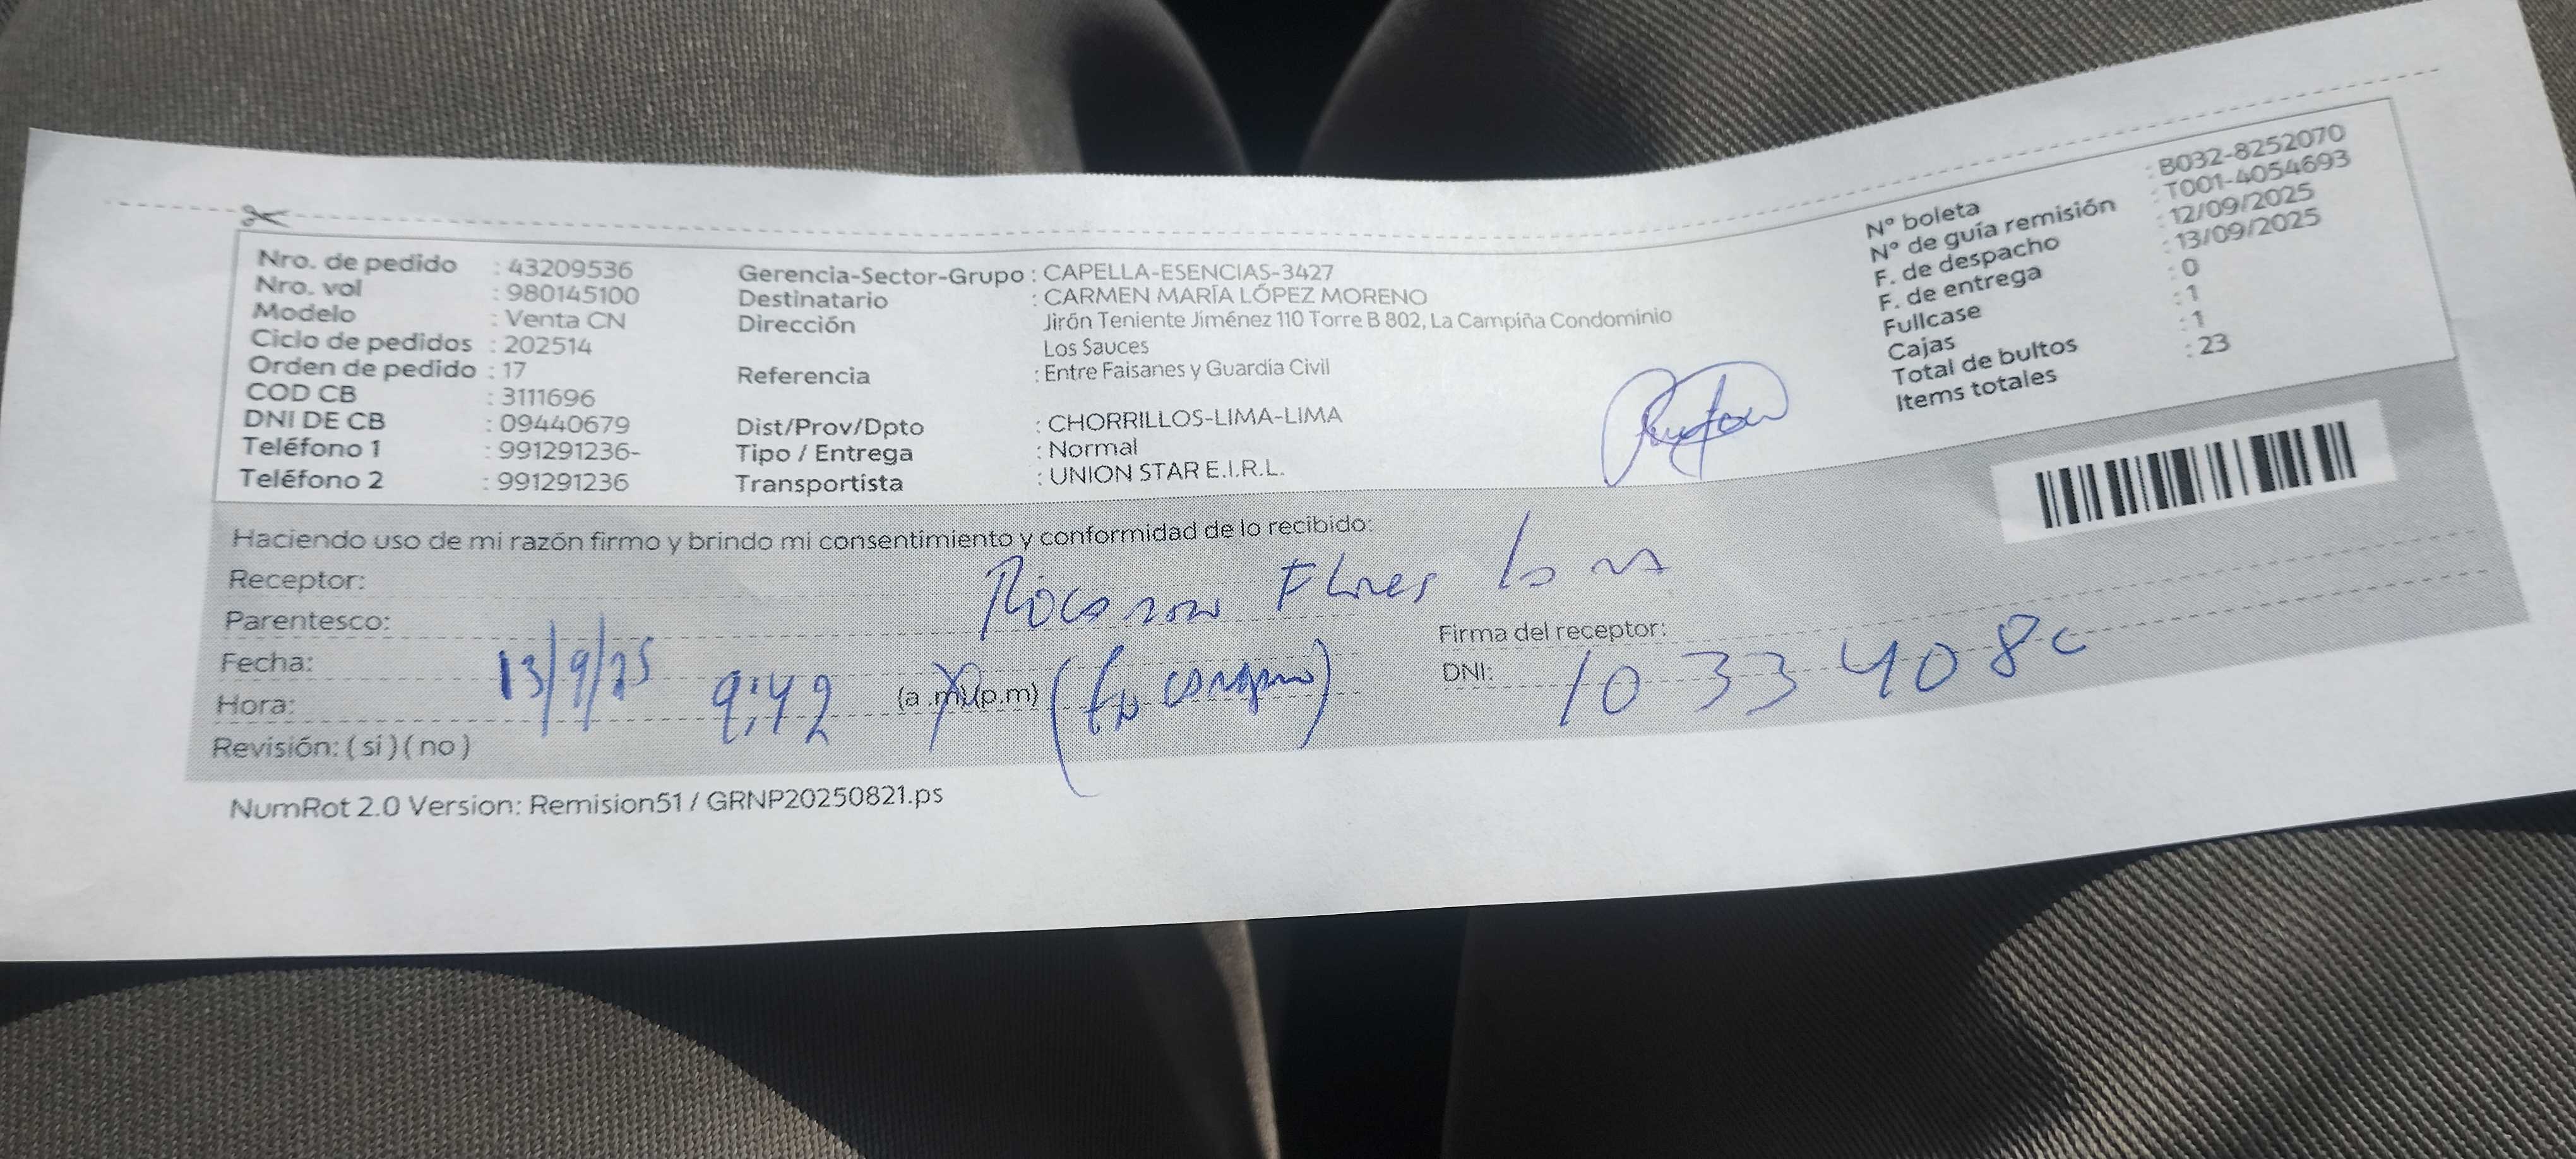 Nro. de pedido : 43209536
Nro. vol : 980145100
Modelo : Venta CN
Ciclo de pedidos : 202514
Orden de pedido : 17
COD CB : 3111696
DNI DE CB : 09440679
Teléfono 1 : 991291236-
Teléfono 2 : 991291236
Gerencia-Sector-Grupo : CAPELLA-ESENCIAS-3427
Destinatario : CARMEN MARÍA LÓPEZ MORENO
Dirección Jirón Teniente Jiménez 110 Torre B 802, La Campiña Condominio
Los Sauces
Referencia : Entre Faisanes y Guardia Civil
Dist/Prov/Dpto : CHORRILLOS-LIMA-LIMA
Tipo / Entrega : Normal
Transportista : UNION STAR E.I.R.L.
N° boleta : B032-8252070
N° de guía remisión : T001-4054693
F. de despacho : 12/09/2025
F. de entrega : 13/09/2025
Fullcase : 0
Cajas : 1
Total de bultos : 1
Items totales : 23
Haciendo uso de mi razón firmo y brindo mi consentimiento y conformidad de lo recibido:
Receptor: Flores
Parentesco:
Firma del receptor:
Fecha: 13/9/25
DNI: 10 33 408
Hora: 9:42 (a .m)(p.m)
Revisión: ( si ) ( no )
NumRot 2.0 Version: Remision51 / GRNP20250821.ps